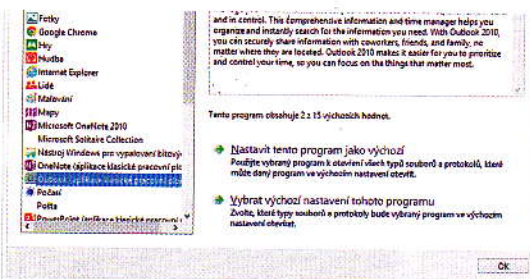 Fotky
Google Chrome
Hry
Hudba
Internet Explorer
Lidé
Malování
Mapy
Microsoft OneNote 2010
Microsoft Solitaire Collection
Nástroj Windows pro vypalování bitový
OneNote (aplikace klasické pracovní plo
Outlook (aplikace klasické pracovní
Počasí
Pošta
PowerPoint (aplikace klasické pracovní
and in control. This comprehensive information and time manager helps you
organize and instantly search for the information you need. With Outlook 2010,
you can securely share information with coworkers, friends, and family, no
matter where they are located. Outlook 2010 makes it easier for you to prioritize
and control your time, so you can focus on the things that matter most.
Tento program obsahuje 2 z 15 výchozích hodnot.
Nastavit tento program jako výchozí
Použijte vybraný program k otevření všech typů souborů a protokolů, které
může daný program ve výchozím nastavení otevřít.
Vybrat výchozí nastavení tohoto programu
Zvolte, které typy souborů a protokoly bude vybraný program ve výchozím
nastavení otevírat.
OK